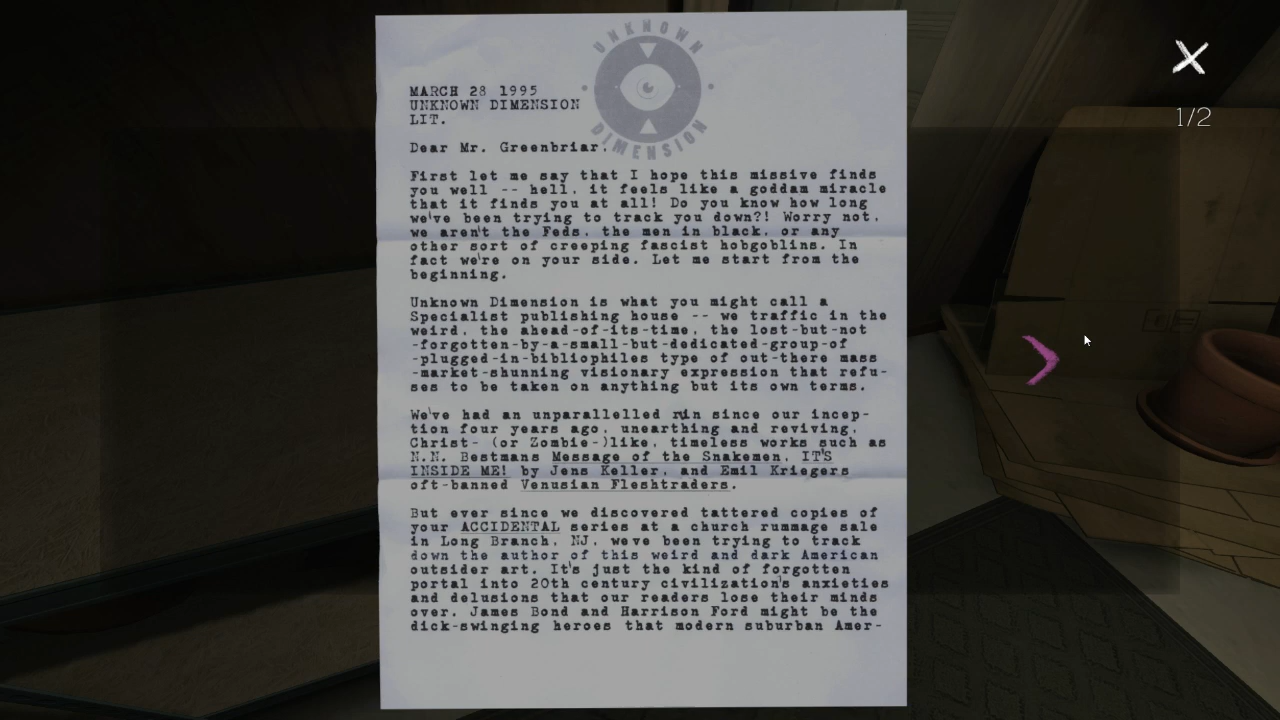 UNKNOWN
DIMENSION
1/2
MARCH 28 1995
UNKNOWN DIMENSION
LIT.
Dear Mr. Greenbriar,
First let me say that I hope this missive finds
you well -- hell, it feels like a goddam miracle
that it finds you at all! Do you know how long
we've been trying to track you down?! Worry not,
we aren't the Feds, the men in black, or any
other sort of creeping fascist hobgoblins. In
fact we're on your side. Let me start from the
beginning.
Unknown Dimension is what you might call a
Specialist publishing house -- we traffic in the
weird, the ahead-of-its-time, the lost-but-not
-forgotten-by-a-small-but-dedicated-group-of
-plugged-in-bibliophiles type of out-there mass
-market-shunning visionary expression that refu-
ses to be taken on anything but its own terms.
We've had an unparallelled run since our incep-
tion four years ago, unearthing and reviving,
Christ- (or Zombie-)like, timeless works such as
N.N. Bestmans Message of the Snakemen, IT'S
INSIDE ME! by Jens Keller, and Emil Kriegers
oft-banned Venusian Fleshtraders.
But ever since we discovered tattered copies of
your ACCIDENTAL series at a church rummage sale
in Long Branch, NJ, we've been trying to track
down the author of this weird and dark American
outsider art. It's just the kind of forgotten
portal into 20th century civilization's anxieties
and delusions that our readers lose their minds
over. James Bond and Harrison Ford might be the
dick-swinging heroes that modern suburban Amer-